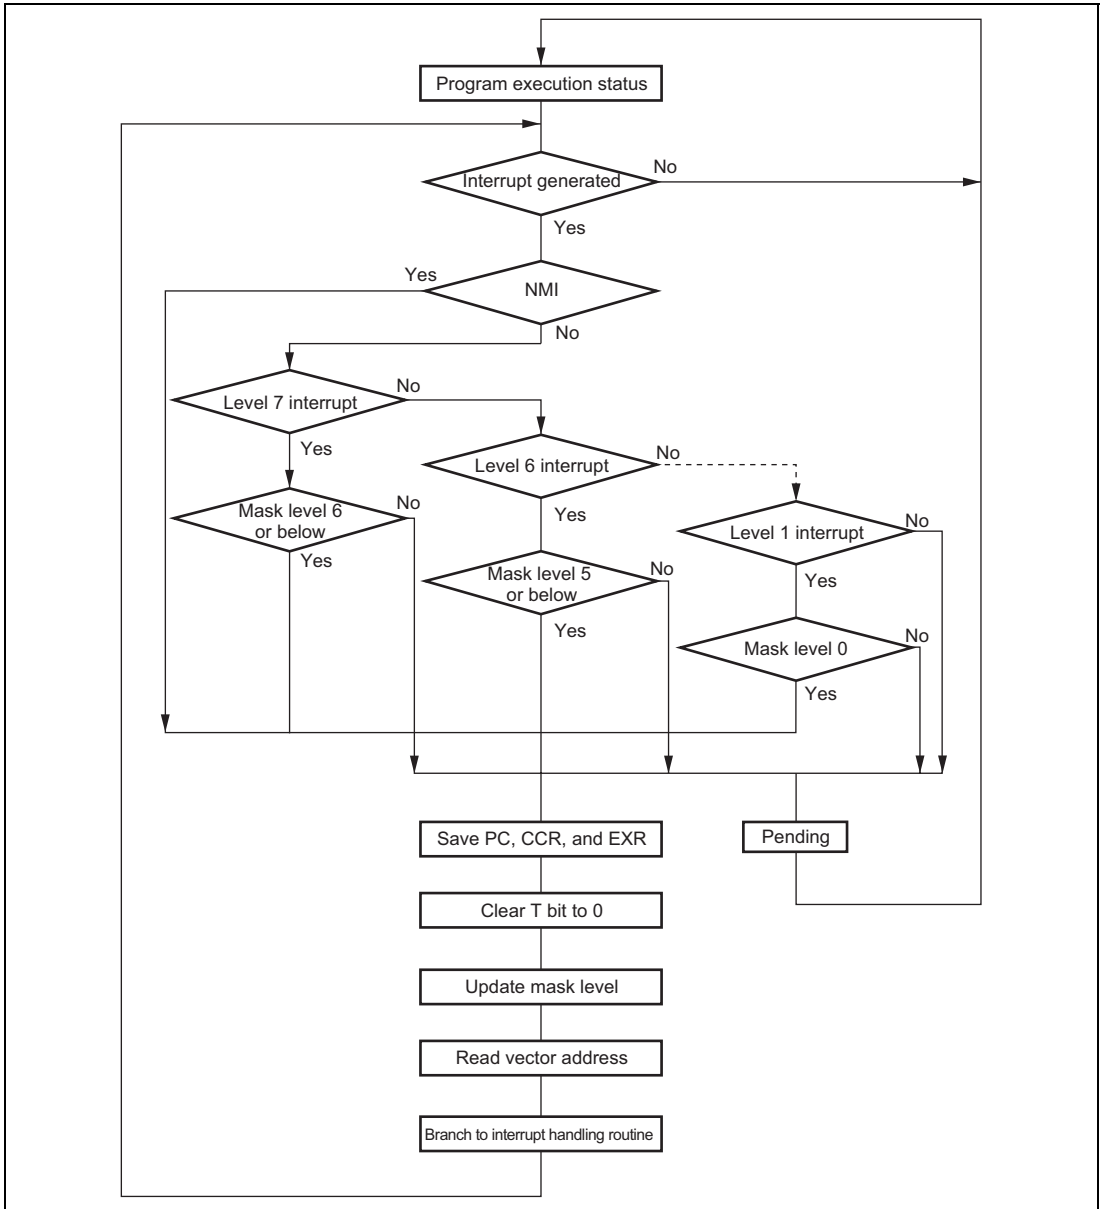 Program execution status
No
Interrupt generated
Yes
Yes
NMI
No
No
Level 7 interrupt
No
Yes
Level 6 interrupt
No
Mask level 6
or below
Yes
No
Level 1 interrupt
Yes
No
Mask level 5
or below
Yes
Yes
No
Mask level 0
Yes
Save PC, CCR, and EXR
Pending
Clear T bit to 0
Update mask level
Read vector address
Branch to interrupt handling routine